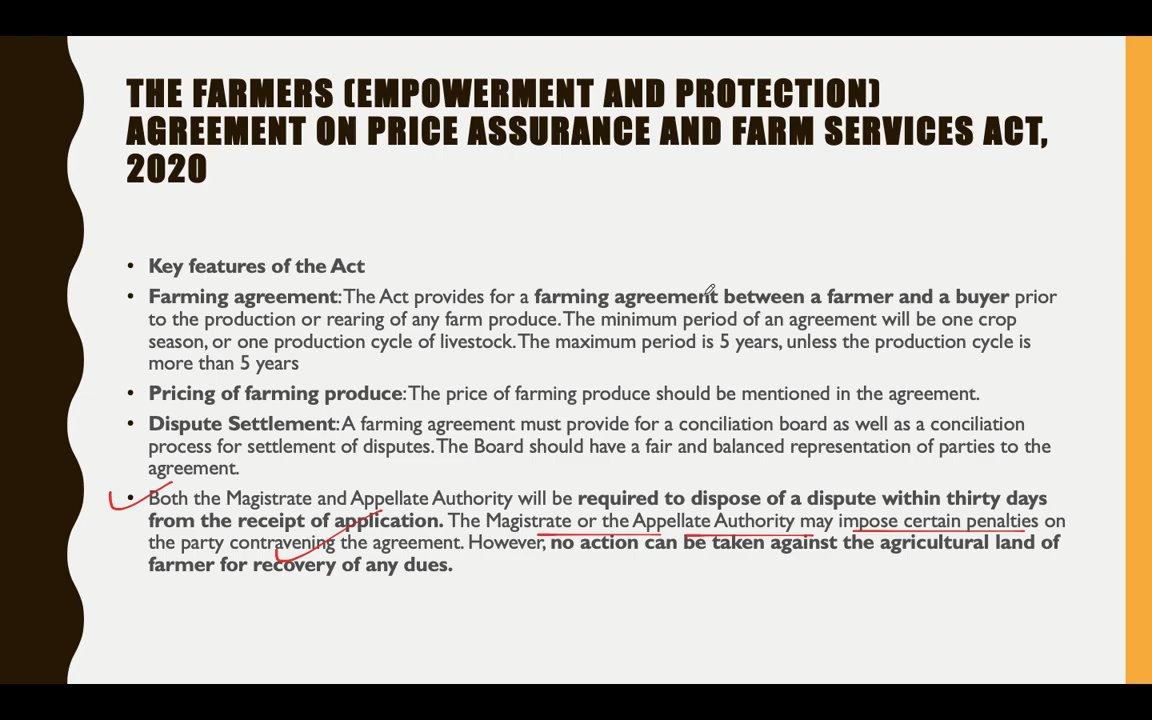 THE FARMERS (EMPOWERMENT AND PROTECTION)
AGREEMENT ON PRICE ASSURANCE AND FARM SERVICES ACT,
2020
• Key features of the Act
• Farming agreement: The Act provides for a farming agreement between a farmer and a buyer prior
to the production or rearing of any farm produce. The minimum period of an agreement will be one crop
season, or one production cycle of livestock. The maximum period is 5 years, unless the production cycle is
more than 5 years
• Pricing of farming produce: The price of farming produce should be mentioned in the agreement.
• Dispute Settlement: A farming agreement must provide for a conciliation board as well as a conciliation
process for settlement of disputes. The Board should have a fair and balanced representation of parties to the
agreement.
• Both the Magistrate and Appellate Authority will be required to dispose of a dispute within thirty days
from the receipt of application. The Magistrate or the Appellate Authority may impose certain penalties on
the party contravening the agreement. However, no action can be taken against the agricultural land of
farmer for recovery of any dues.